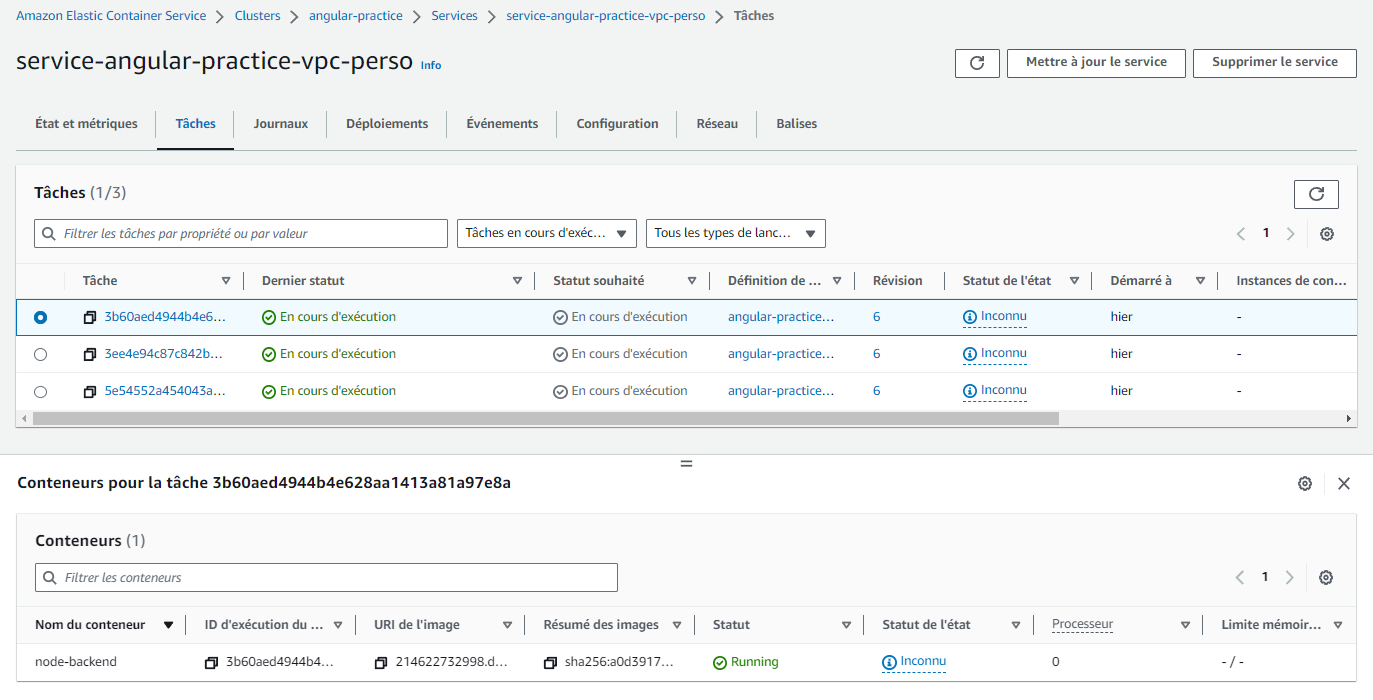 Amazon Elastic Container Service > Clusters > angular-practice > Services > service-angular-practice-vpc-perso > Tâches
service-angular-practice-vpc-perso Info
Mettre à jour le service Supprimer le service
État et métriques Tâches Journaux Déploiements Événements Configuration Réseau Balises
Tâches (1/3)
Filtrer les tâches par propriété ou par valeur Tâches en cours d'exéc... Tous les types de lanc... 1
Tâche Dernier statut Statut souhaité Définition de ... Révision Statut de l'état Démarré à Instances de con...
3b60aed4944b4e6... En cours d'exécution En cours d'exécution angular-practice... 6 Inconnu hier -
3ee4e94c87c842b... En cours d'exécution En cours d'exécution angular-practice... 6 Inconnu hier -
5e54552a454043a... En cours d'exécution En cours d'exécution angular-practice... 6 Inconnu hier -
Conteneurs pour la tâche 3b60aed4944b4e628aa1413a81a97e8a
Conteneurs (1)
Filtrer les conteneurs 1
Nom du conteneur ID d'exécution du ... URI de l'image Résumé des images Statut Statut de l'état Processeur Limite mémoir...
node-backend 3b60aed4944b4... 214622732998.d... sha256:a0d3917... Running Inconnu 0 - / -